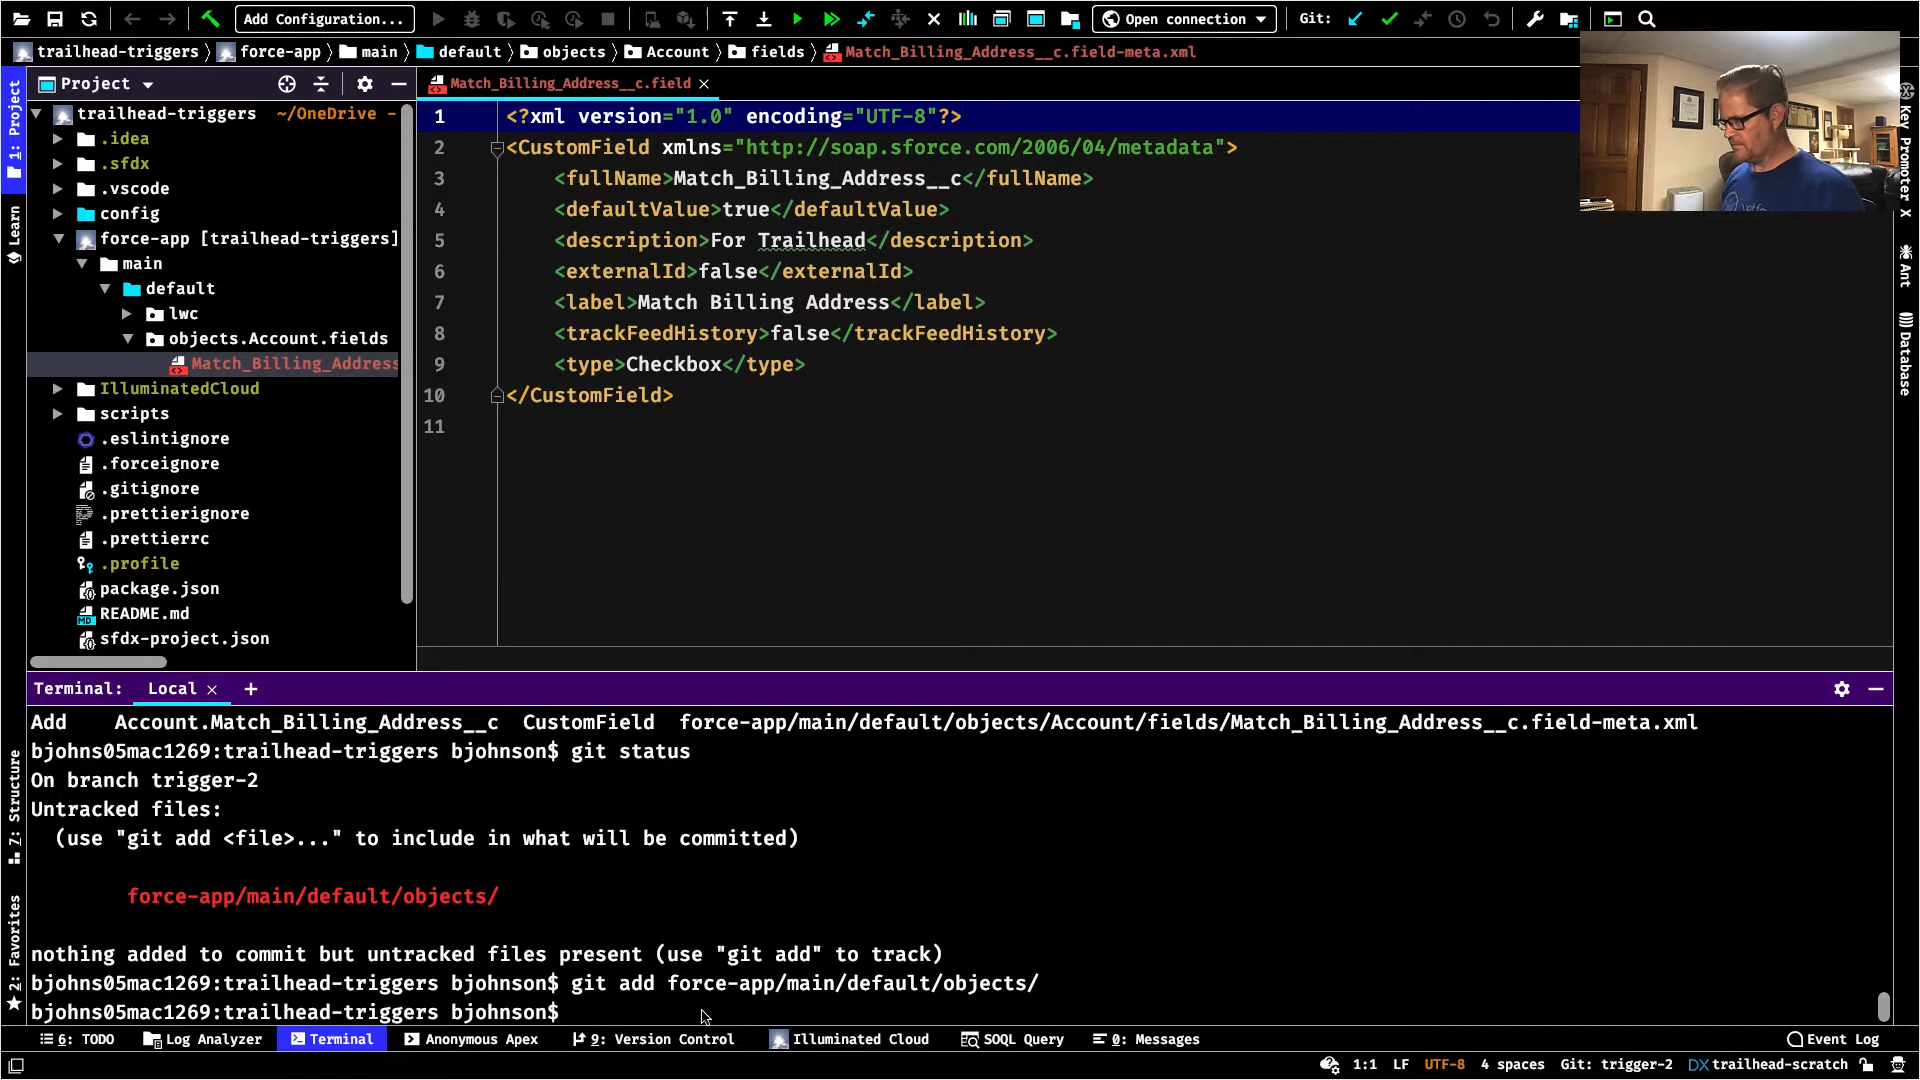 Add Configuration...
Open connection
Git:
trailhead-triggers
force-app
main
default
objects
Account
fields
Match_Billing_Address__c.field-meta.xml
1: Project
Learn
7: Structure
2: Favorites
Project
trailhead-triggers ~/OneDrive -
.idea
.sfdx
.vscode
config
force-app [trailhead-triggers]
main
default
lwc
objects.Account.fields
Match_Billing_Address
IlluminatedCloud
scripts
.eslintignore
.forceignore
.gitignore
.prettierignore
.prettierrc
.profile
package.json
README.md
sfdx-project.json
Match_Billing_Address__c.field
1 <?xml version="1.0" encoding="UTF-8"?>
2 <CustomField xmlns="http://soap.sforce.com/2006/04/metadata">
3 <fullName>Match_Billing_Address__c</fullName>
4 <defaultValue>true</defaultValue>
5 <description>For Trailhead</description>
6 <externalId>false</externalId>
7 <label>Match Billing Address</label>
8 <trackFeedHistory>false</trackFeedHistory>
9 <type>Checkbox</type>
10 </CustomField>
11
Key Promoter X
Ant
Database
Terminal: Local +
Add Account.Match_Billing_Address__c CustomField force-app/main/default/objects/Account/fields/Match_Billing_Address__c.field-meta.xml
bjohns05mac1269:trailhead-triggers bjohnson$ git status
On branch trigger-2
Untracked files:
(use "git add <file>..." to include in what will be committed)
force-app/main/default/objects/
nothing added to commit but untracked files present (use "git add" to track)
bjohns05mac1269:trailhead-triggers bjohnson$ git add force-app/main/default/objects/
bjohns05mac1269:trailhead-triggers bjohnson$
6: TODO
Log Analyzer
Terminal
Anonymous Apex
9: Version Control
Illuminated Cloud
SOQL Query
0: Messages
Event Log
1:1 LF UTF-8 4 spaces Git: trigger-2 DX trailhead-scratch